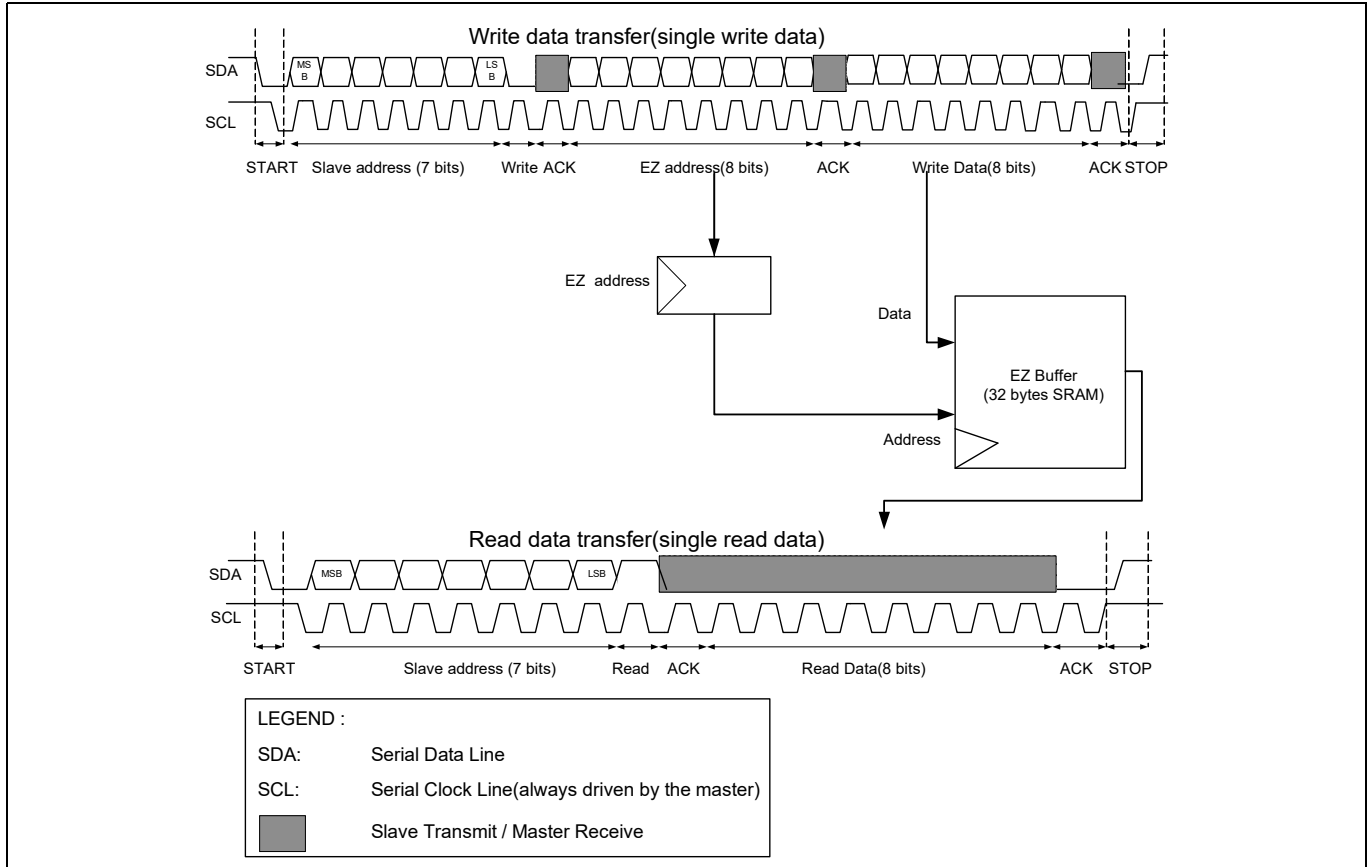 Write data transfer(single write data)
SDA
MS
B
LS
B
SCL
START Slave address (7 bits) Write ACK EZ address(8 bits) ACK Write Data(8 bits) ACK STOP
EZ address
Data
EZ Buffer
(32 bytes SRAM)
Address
Read data transfer(single read data)
SDA
MSB
LSB
SCL
START Slave address (7 bits) Read ACK Read Data(8 bits) ACK STOP
LEGEND :
SDA: Serial Data Line
SCL: Serial Clock Line(always driven by the master)
Slave Transmit / Master Receive